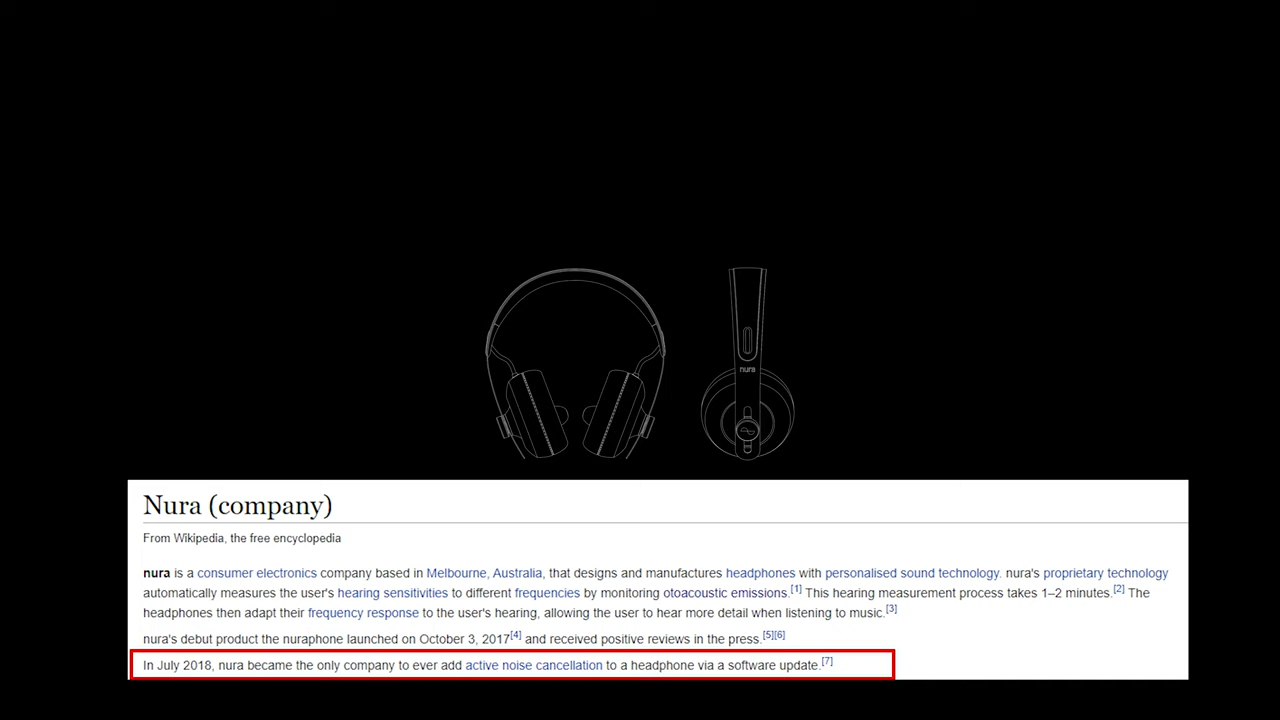 nura
Nura (company)
From Wikipedia, the free encyclopedia
nura is a consumer electronics company based in Melbourne, Australia, that designs and manufactures headphones with personalised sound technology. nura's proprietary technology
automatically measures the user's hearing sensitivities to different frequencies by monitoring otoacoustic emissions.[1] This hearing measurement process takes 1–2 minutes.[2] The
headphones then adapt their frequency response to the user's hearing, allowing the user to hear more detail when listening to music.[3]
nura's debut product the nuraphone launched on October 3, 2017[4] and received positive reviews in the press.[5][6]
In July 2018, nura became the only company to ever add active noise cancellation to a headphone via a software update.[7]